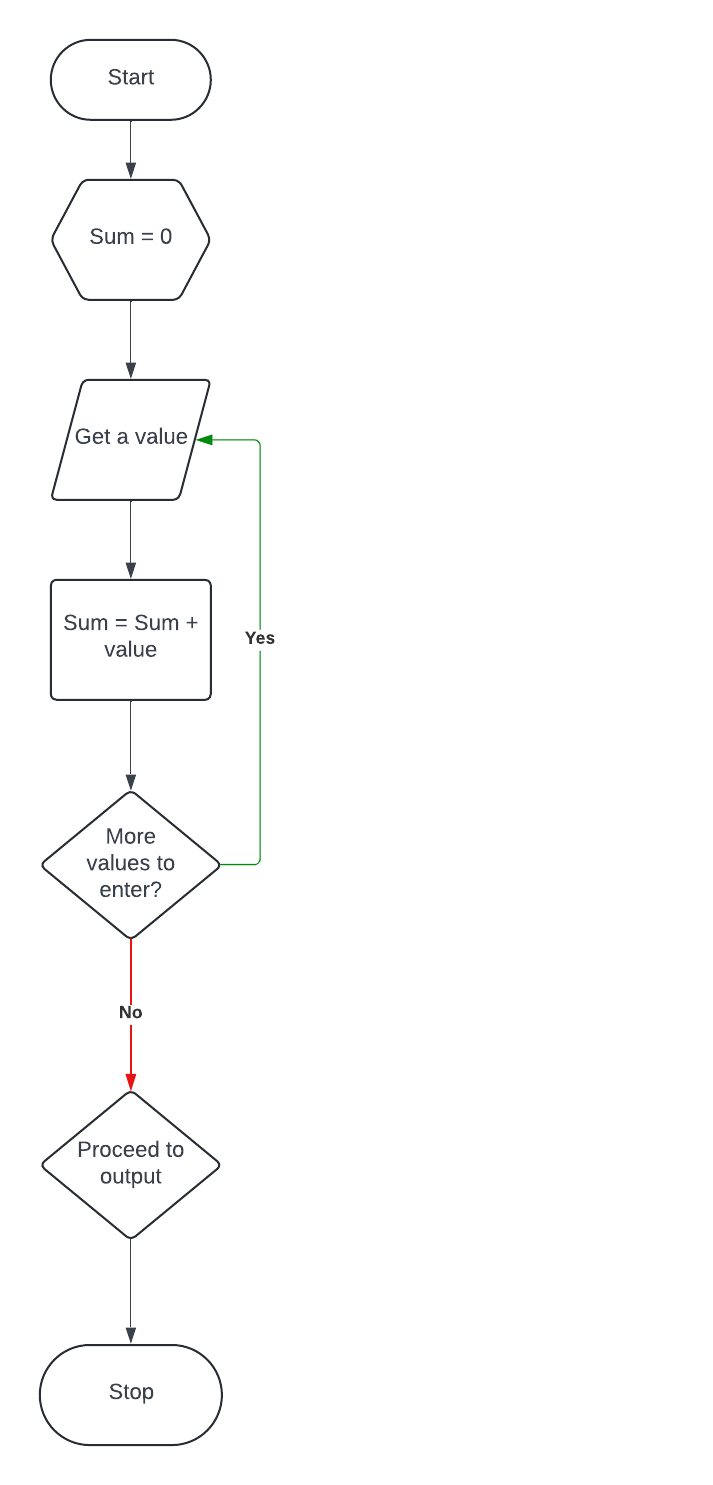 Start
Sum = 0
Get a value
Sum = Sum +
value
Yes
More
values to
enter?
No
Proceed to
output
Stop